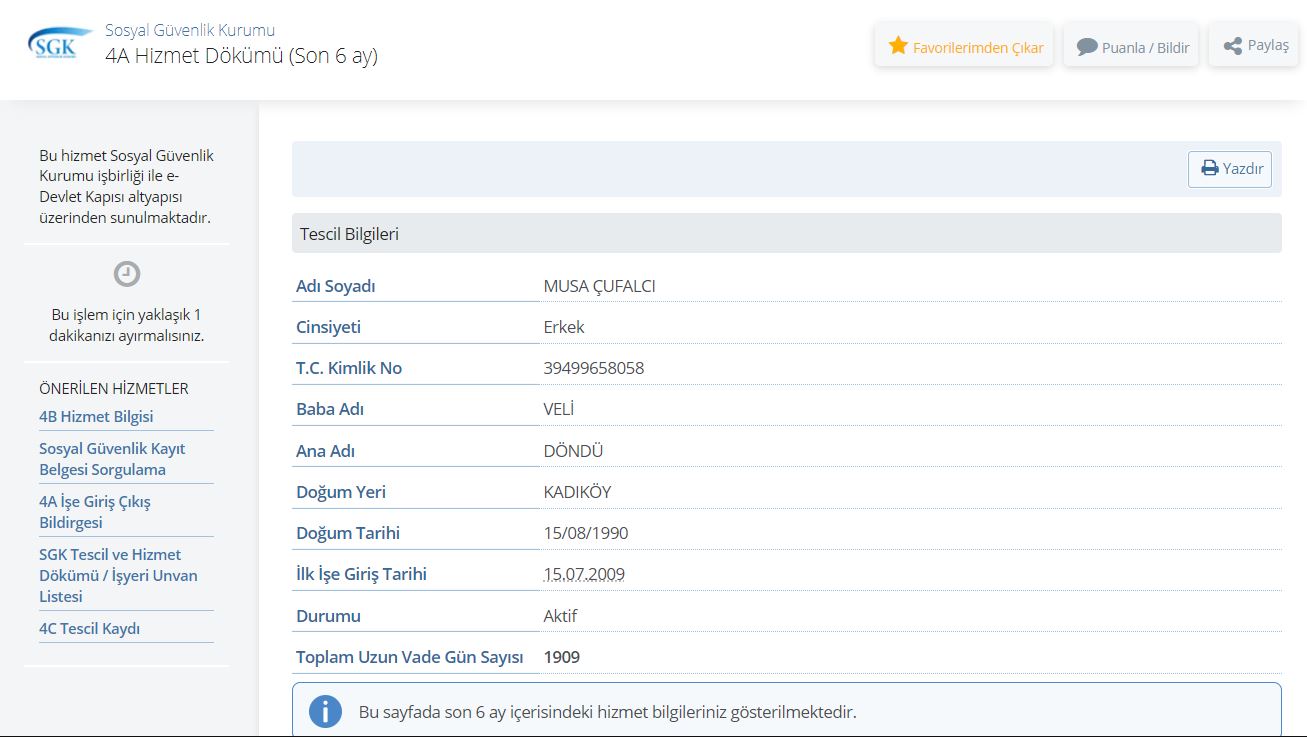 SGK
Sosyal Güvenlik Kurumu
4A Hizmet Dökümü (Son 6 ay)
Favorilerimden Çıkar
Puanla / Bildir
Paylaş
Bu hizmet Sosyal Güvenlik
Kurumu işbirliği ile e-
Devlet Kapısı altyapısı
üzerinden sunulmaktadır.
Bu işlem için yaklaşık 1
dakikanızı ayırmalısınız.
ÖNERİLEN HİZMETLER
4B Hizmet Bilgisi
Sosyal Güvenlik Kayıt
Belgesi Sorgulama
4A İşe Giriş Çıkış
Bildirgesi
SGK Tescil ve Hizmet
Dökümü / İşyeri Unvan
Listesi
4C Tescil Kaydı
Yazdır
Tescil Bilgileri
Adı Soyadı MUSA ÇUFALCI
Cinsiyeti Erkek
T.C. Kimlik No 39499658058
Baba Adı VELİ
Ana Adı DÖNDÜ
Doğum Yeri KADIKÖY
Doğum Tarihi 15/08/1990
İlk İşe Giriş Tarihi 15.07.2009
Durumu Aktif
Toplam Uzun Vade Gün Sayısı 1909
Bu sayfada son 6 ay içerisindeki hizmet bilgileriniz gösterilmektedir.